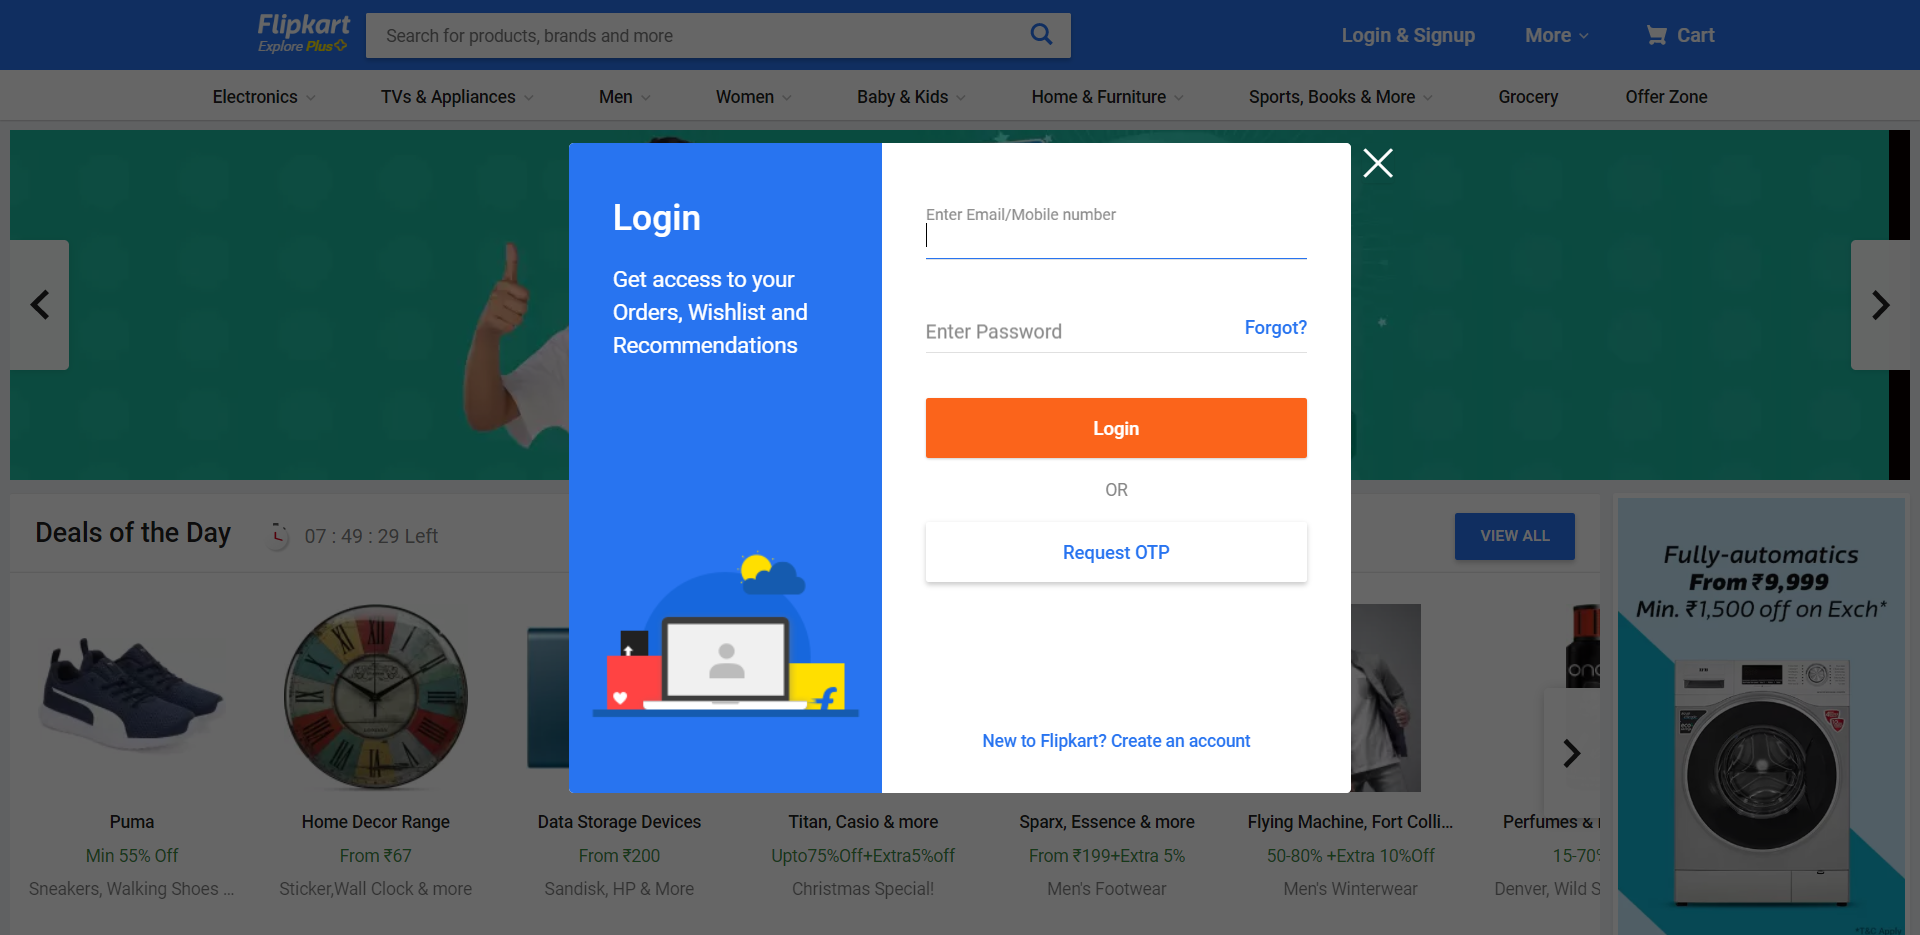 Flipkart
Explore Plus
Search for products, brands and more
Login & Signup
More
Cart
Electronics
TVs & Appliances
Men
Women
Baby & Kids
Home & Furniture
Sports, Books & More
Grocery
Offer Zone
Login
Get access to your
Orders, Wishlist and
Recommendations
Enter Email/Mobile number
Enter Password
Forgot?
Login
OR
Request OTP
New to Flipkart? Create an account
Deals of the Day
07 : 49 : 29 Left
VIEW ALL
Puma
Min 55% Off
Sneakers, Walking Shoes ...
Home Decor Range
From ₹67
Sticker,Wall Clock & more
Data Storage Devices
From ₹200
Sandisk, HP & More
Titan, Casio & more
Upto75%Off+Extra5%off
Christmas Special!
Sparx, Essence & more
From ₹199+Extra 5%
Men's Footwear
Flying Machine, Fort Colli...
50-80% +Extra 10%Off
Men's Winterwear
Perfumes &
15-70%
Denver, Wild S
Fully-automatics
From ₹9,999
Min. ₹1,500 off on Exch*
*T&C Apply